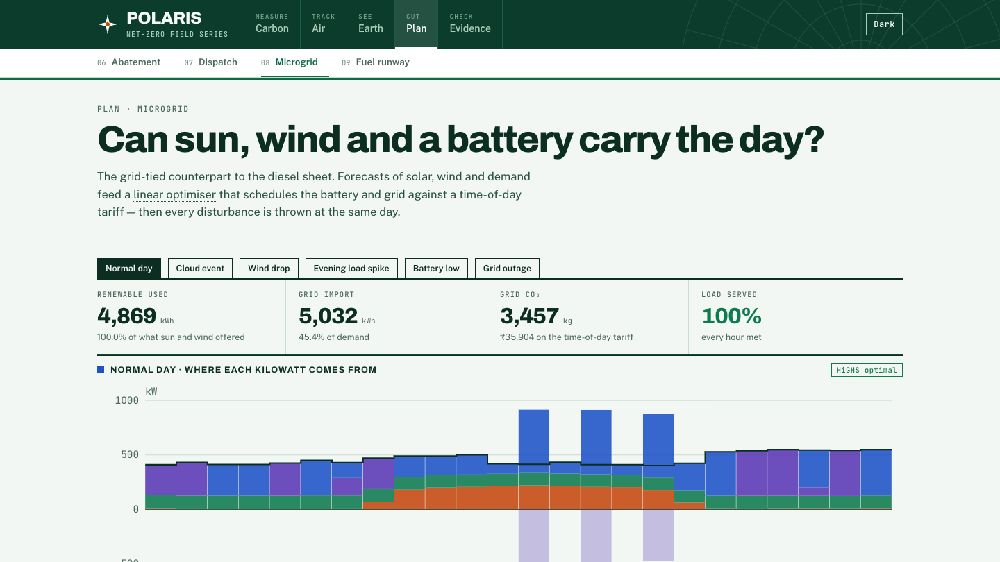 POLARIS
NET-ZERO FIELD SERIES
MEASURE
Carbon
TRACK
Air
SEE
Earth
CUT
Plan
CHECK
Evidence
Dark
06 Abatement
07 Dispatch
08 Microgrid
09 Fuel runway
PLAN · MICROGRID
Can sun, wind and a battery carry the day?
The grid-tied counterpart to the diesel sheet. Forecasts of solar, wind and demand
feed a linear optimiser that schedules the battery and grid against a time-of-day
tariff — then every disturbance is thrown at the same day.
Normal day
Cloud event
Wind drop
Evening load spike
Battery low
Grid outage
RENEWABLE USED
4,869 kWh
100.0% of what sun and wind offered
GRID IMPORT
5,032 kWh
45.4% of demand
GRID CO₂
3,457 kg
₹35,904 on the time-of-day tariff
LOAD SERVED
100%
every hour met
NORMAL DAY · WHERE EACH KILOWATT COMES FROM
HiGHS optimal
kW
1000
500
0